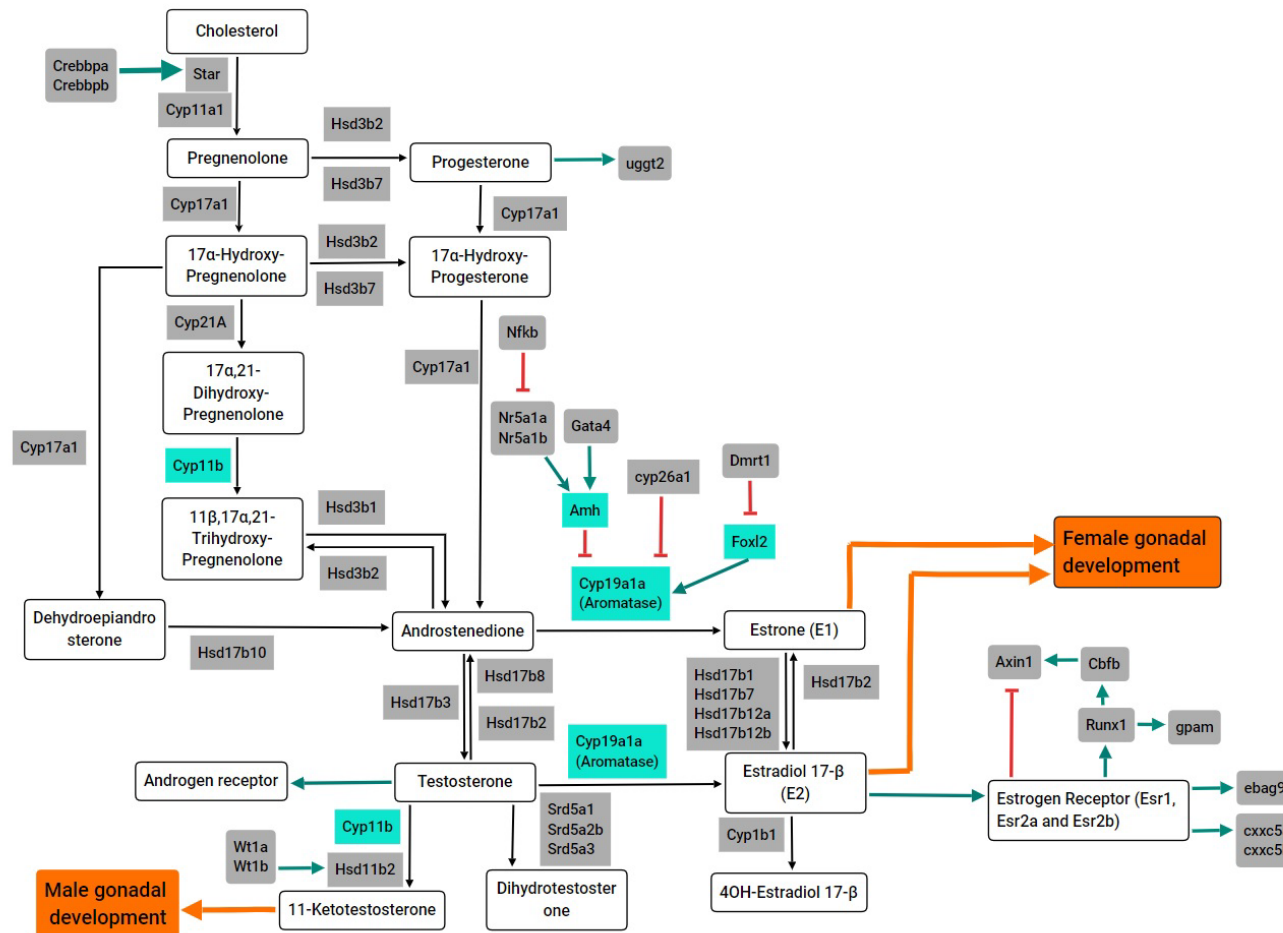 Cholesterol
Crebbpa
Crebbpb
Star
Cyp11a1
Hsd3b2
Pregnenolone
Progesterone
uggt2
Hsd3b7
Cyp17a1
Cyp17a1
17α-Hydroxy-
Pregnenolone
Hsd3b2
Hsd3b7
17α-Hydroxy-
Progesterone
Cyp21A
Nfkb
17α,21-
Dihydroxy-
Pregnenolone
Cyp17a1
Nr5a1a
Nr5a1b
Gata4
Cyp17a1
Cyp11b
cyp26a1
Dmrt1
11β,17α,21-
Trihydroxy-
Pregnenolone
Hsd3b1
Hsd3b2
Amh
Foxl2
Female gonadal
development
Cyp19a1a
(Aromatase)
Dehydroepiandro
sterone
Hsd17b10
Androstenedione
Estrone (E1)
Axin1
Cbfb
Hsd17b3
Hsd17b8
Hsd17b2
Hsd17b1
Hsd17b7
Hsd17b12a
Hsd17b12b
Hsd17b2
Runx1
gpam
Cyp19a1a
(Aromatase)
Androgen receptor
Testosterone
Estradiol 17-β
(E2)
Estrogen Receptor (Esr1,
Esr2a and Esr2b)
ebag9
cxxc5
cxxc5
Cyp11b
Srd5a1
Srd5a2b
Srd5a3
Cyp1b1
Wt1a
Wt1b
Hsd11b2
Male gonadal
development
11-Ketotestosterone
Dihydrotestoster
one
4OH-Estradiol 17-β